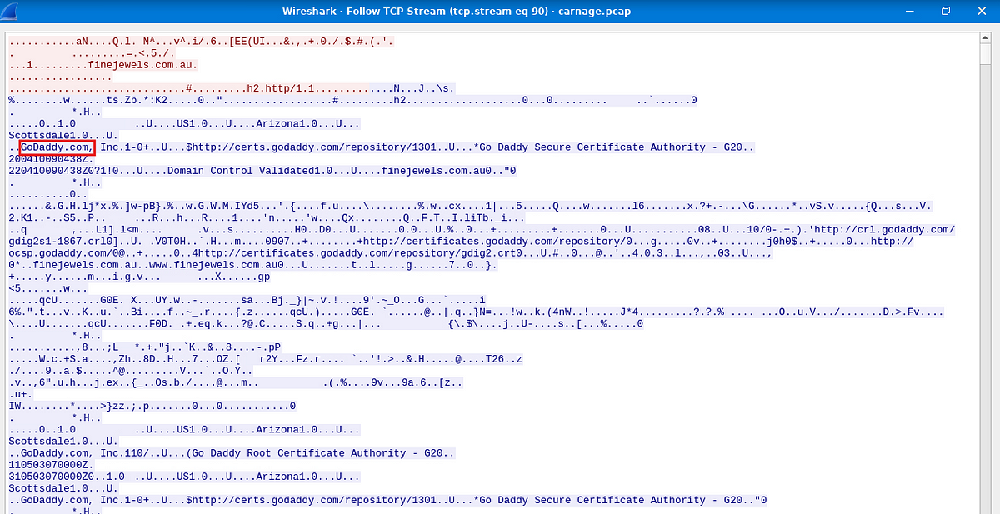 Wireshark · Follow TCP Stream (tcp.stream eq 90) · carnage.pcap
...........aN....Q.l. N^...v^.i/.6..[EE(UI...&.,.+.0./.$.#.(.'.
.         .........=.<.5./.
...i.........finejewels.com.au.
.................
.............................#.........h2.http/1.1.............N...J..\s.
%........w......ts.Zb.*:K2.....0.."..................#.........h2...................0...0.........     ..`......0
.         *.H..
.....0..1.0          ..U....US1.0...U....Arizona1.0...U...
Scottsdale1.0...U.
..GoDaddy.com, Inc.1-0+..U...$http://certs.godaddy.com/repository/1301..U...*Go Daddy Secure Certificate Authority - G20..
200410090438Z.
220410090438Z0?1!0...U....Domain Control Validated1.0...U....finejewels.com.au0.."0
.         *.H..
..........0..
......&.G.H.lj*x.%.]w-pB}.%..w.G.W.M.IYd5...'.{....f.u....\........%.w..cx....1|...5.....Q....w.......l6.......x.?+.-...\G......*..vS.v.....{Q...s...V.
2.K1..-..S5..P..     ...R...h...R....1....'n.....'w....Qx........Q..F.T..I.liTb._i...
..q       ,...L1].l<m....      .v...s..........H0..D0...U.......0.0...U.%..0...+.........+.......0...U...........08..U...10/0-.+.).'http://crl.godaddy.com/
gdig2s1-1867.crl0]..U. .V0T0H..`.H...m....0907..+........+http://certificates.godaddy.com/repository/0...g.....0v..+........j0h0$..+.....0...http://
ocsp.godaddy.com/0@..+.....0..4http://certificates.godaddy.com/repository/gdig2.crt0...U.#..0...@..'..4.0.3..l...,..03..U...,
0*..finejewels.com.au..www.finejewels.com.au0...U.......t..l.....g......7..0..}.
+.....y......m...i.g.v...      ...X......gp
<5.......w...
.....qcU.......G0E. X...UY.w..-.......sa...Bj._}|~.v.!....9'.~_O...G...`.....i
6%.".t...v..K..u.`..Bi....f..~_.r....{.z......qcU.).....G0E. `......@..|.q..}N=...!w..k.(4nW..!.....J*4.........?.?.% .... ...O..u.V.../.......D.>.Fv....
\....U.......qcU.......F0D. .+.eq.k...?@.C.....S.q..+g...|...           {\.$\....j..U-....s..[...%.....0
.         *.H..
...........,8...;L  *.+."j..`K..&..8....-.pP
.....W.c.+S.a....,Zh..8D..H...7...OZ.[   r2Y...Fz.r.... `..'!.>..&.H.....@....T26..z
./....9..a.$.....^@.........V...`..O.Y..
.v..,6".u.h...j.ex..{_..Os.b./....@...m..          .(.%....9v...9a.6..[z..
.u+.
IW........*....>}zz.;.p.......0...0...........0
.         *.H..
.....0..1.0          ..U....US1.0...U....Arizona1.0...U...
Scottsdale1.0...U.
..GoDaddy.com, Inc.110/..U...(Go Daddy Root Certificate Authority - G20..
110503070000Z.
310503070000Z0..1.0  ..U....US1.0...U....Arizona1.0...U...
Scottsdale1.0...U.
..GoDaddy.com, Inc.1-0+..U...$http://certs.godaddy.com/repository/1301..U...*Go Daddy Secure Certificate Authority - G20.."0
.         *.H..